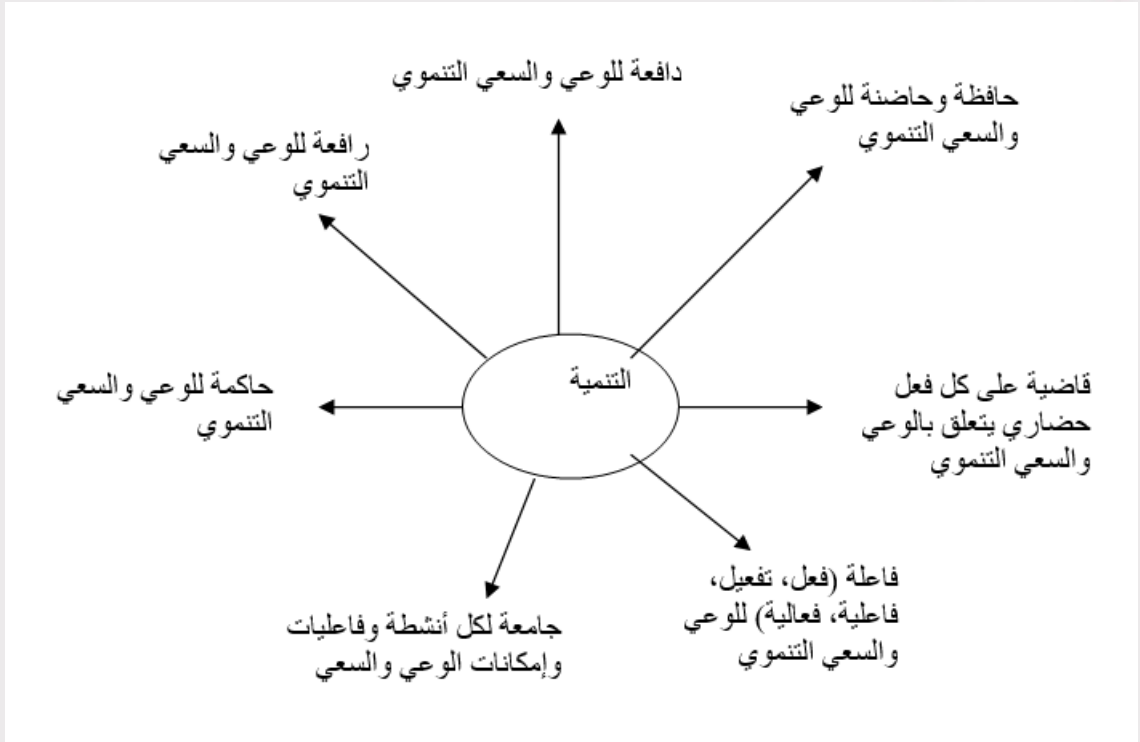 دافعة للوعي والسعي التنموي
حافظة وحاضنة للوعي
والسعي التنموي
رافعة للوعي والسعي
التنموي
التنمية
قاضية على كل فعل
حضاري يتعلق بالوعي
والسعي التنموي
حاكمة للوعي والسعي
التنموي
فاعلة (فعل، تفعيل،
فاعلية، فعالية) للوعي
والسعي التنموي
جامعة لكل أنشطة وفاعليات
وإمكانات الوعي والسعي